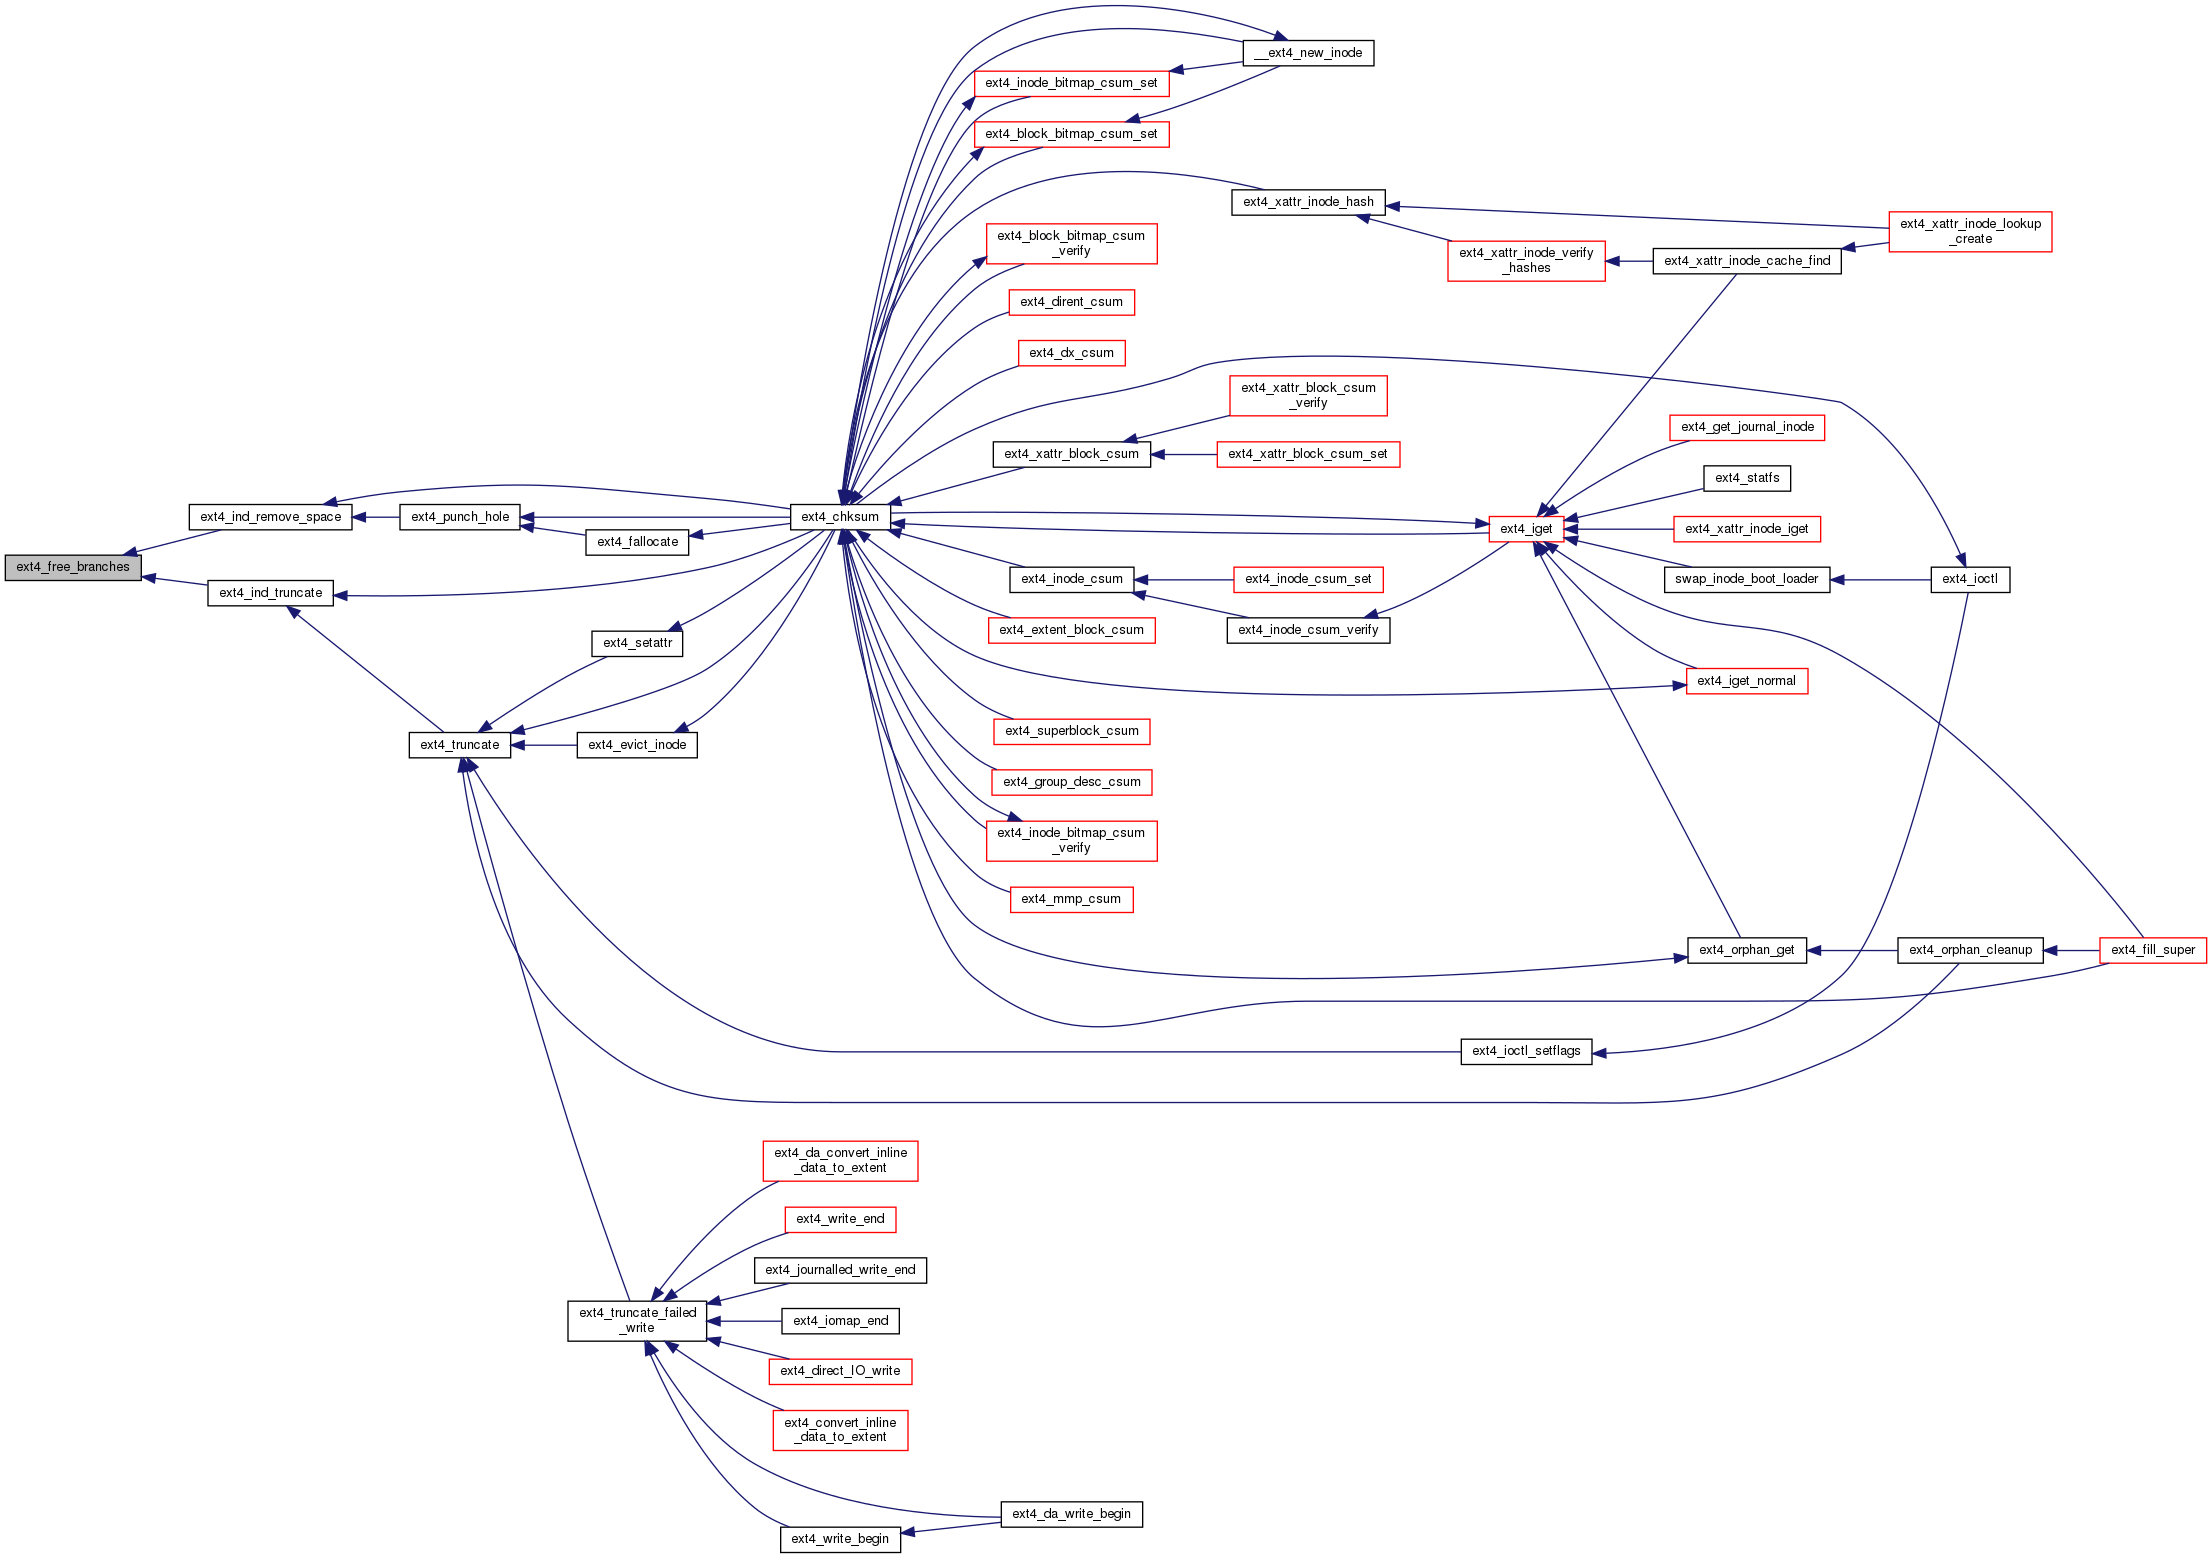 __ext4_new_inode
ext4_inode_bitmap_csum_set
ext4_block_bitmap_csum_set
ext4_xattr_inode_hash
ext4_xattr_inode_lookup
_create
ext4_block_bitmap_csum
_verify
ext4_xattr_inode_verify
_hashes
ext4_xattr_inode_cache_find
ext4_dirent_csum
ext4_dx_csum
ext4_xattr_block_csum
_verify
ext4_get_journal_inode
ext4_xattr_block_csum
ext4_xattr_block_csum_set
ext4_statfs
ext4_ind_remove_space
ext4_punch_hole
ext4_chksum
ext4_iget
ext4_xattr_inode_iget
ext4_fallocate
ext4_free_branches
ext4_inode_csum
ext4_inode_csum_set
swap_inode_boot_loader
ext4_ioctl
ext4_ind_truncate
ext4_extent_block_csum
ext4_inode_csum_verify
ext4_setattr
ext4_iget_normal
ext4_superblock_csum
ext4_truncate
ext4_evict_inode
ext4_group_desc_csum
ext4_inode_bitmap_csum
_verify
ext4_mmp_csum
ext4_orphan_get
ext4_orphan_cleanup
ext4_fill_super
ext4_ioctl_setflags
ext4_da_convert_inline
_data_to_extent
ext4_write_end
ext4_journalled_write_end
ext4_truncate_failed
_write
ext4_iomap_end
ext4_direct_IO_write
ext4_convert_inline
_data_to_extent
ext4_da_write_begin
ext4_write_begin